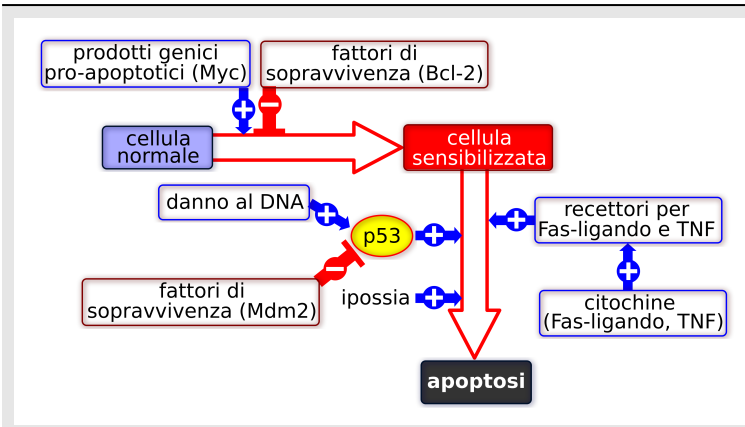 prodotti genici
pro-apoptotici (Myc)
fattori di
sopravvivenza (Bcl-2)
cellula
normale
cellula
sensibilizzata
danno al DNA
p53
recettori per
Fas-ligando e TNF
fattori di
sopravvivenza (Mdm2)
ipossia
citochine
(Fas-ligando, TNF)
apoptosi